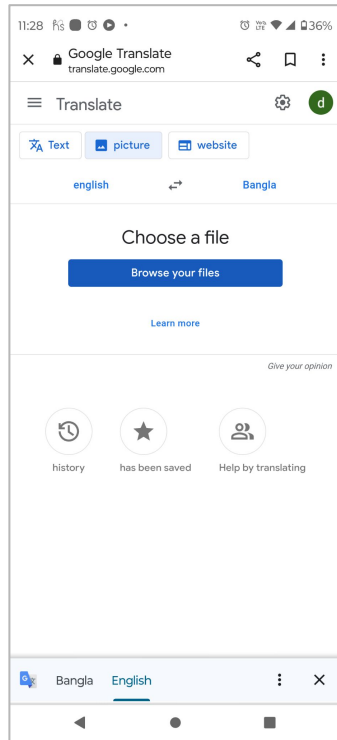 11:28 36%
Google Translate
translate.google.com
Translate d
Text picture website
english Bangla
Choose a file
Browse your files
Learn more
Give your opinion
history has been saved Help by translating
Bangla English